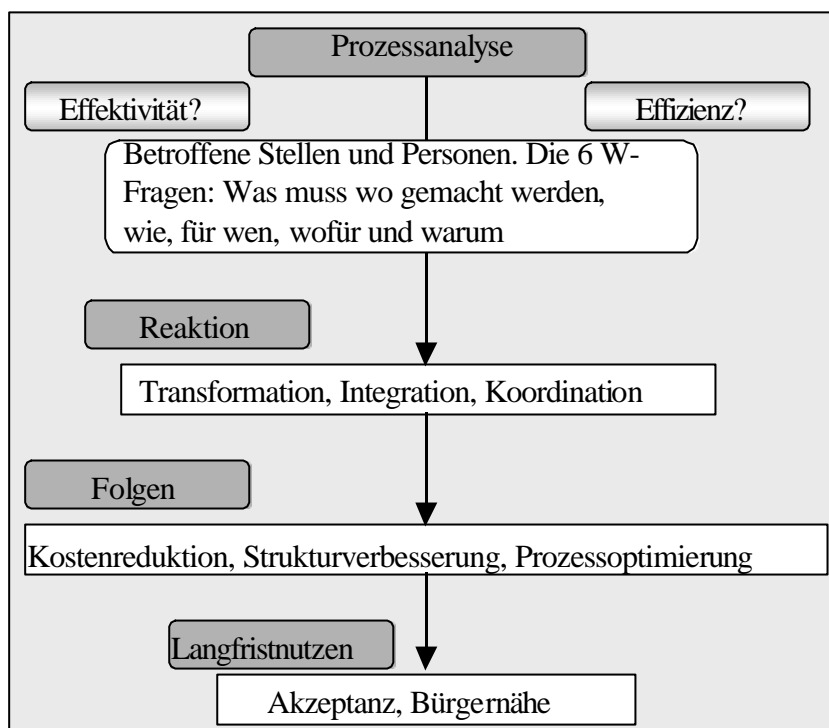 Prozessanalyse
Effektivität?
Effizienz?
Betroffene Stellen und Personen. Die 6 W-
Fragen: Was muss wo gemacht werden,
wie, für wen, wofür und warum
Reaktion
Transformation, Integration, Koordination
Folgen
Kostenreduktion, Strukturverbesserung, Prozessoptimierung
Langfristnutzen
Akzeptanz, Bürgernähe